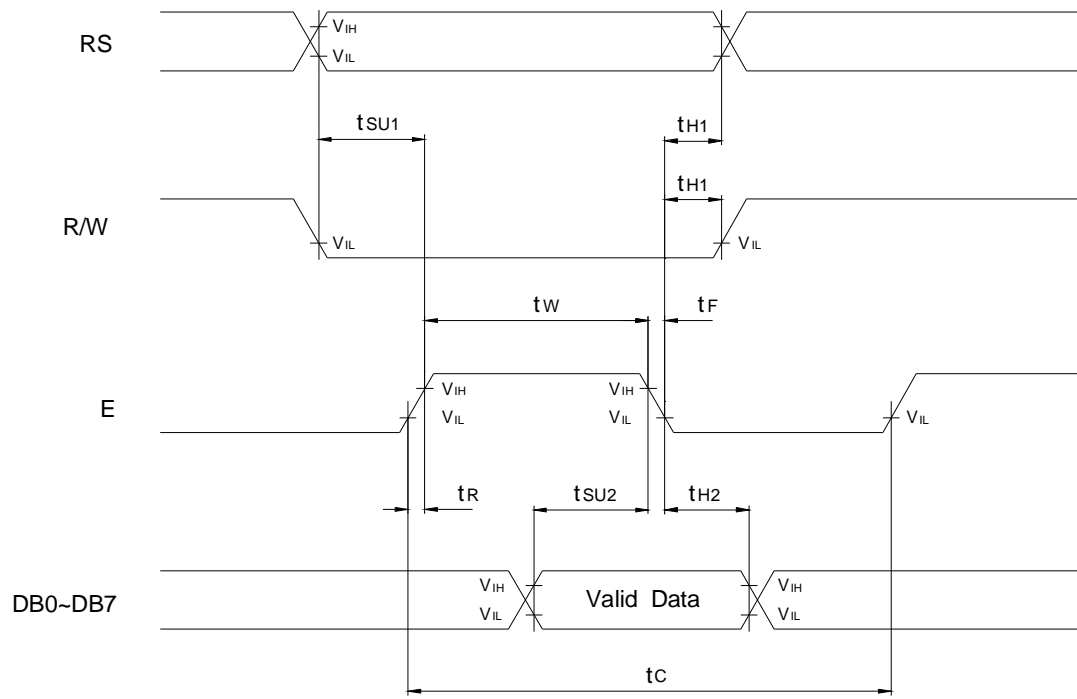 RS
VIH
VIL
tSU1
tH1
tH1
R/W
VIL
VIL
tW
tF
E
VIH
VIH
VIL
VIL
VIL
tR
tSU2
tH2
DB0~DB7
VIH
Valid Data
VIH
VIL
VIL
tC